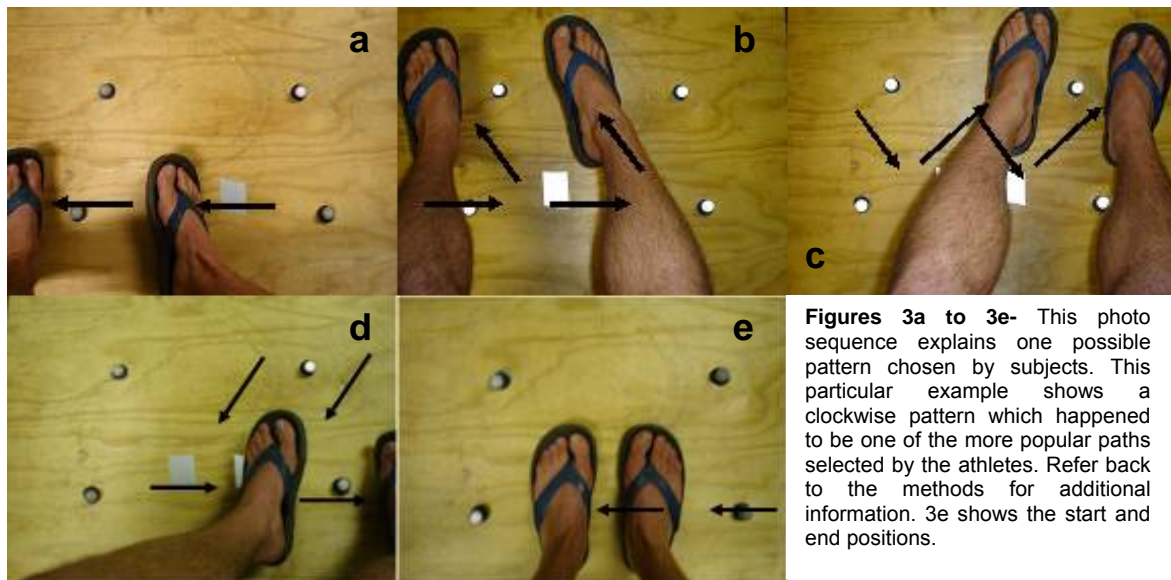 a
b
c
d
e
Figures 3a to 3e- This photo
sequence explains one possible
pattern chosen by subjects. This
particular example shows a
clockwise pattern which happened
to be one of the more popular paths
selected by the athletes. Refer back
to the methods for additional
information. 3e shows the start and
end positions.